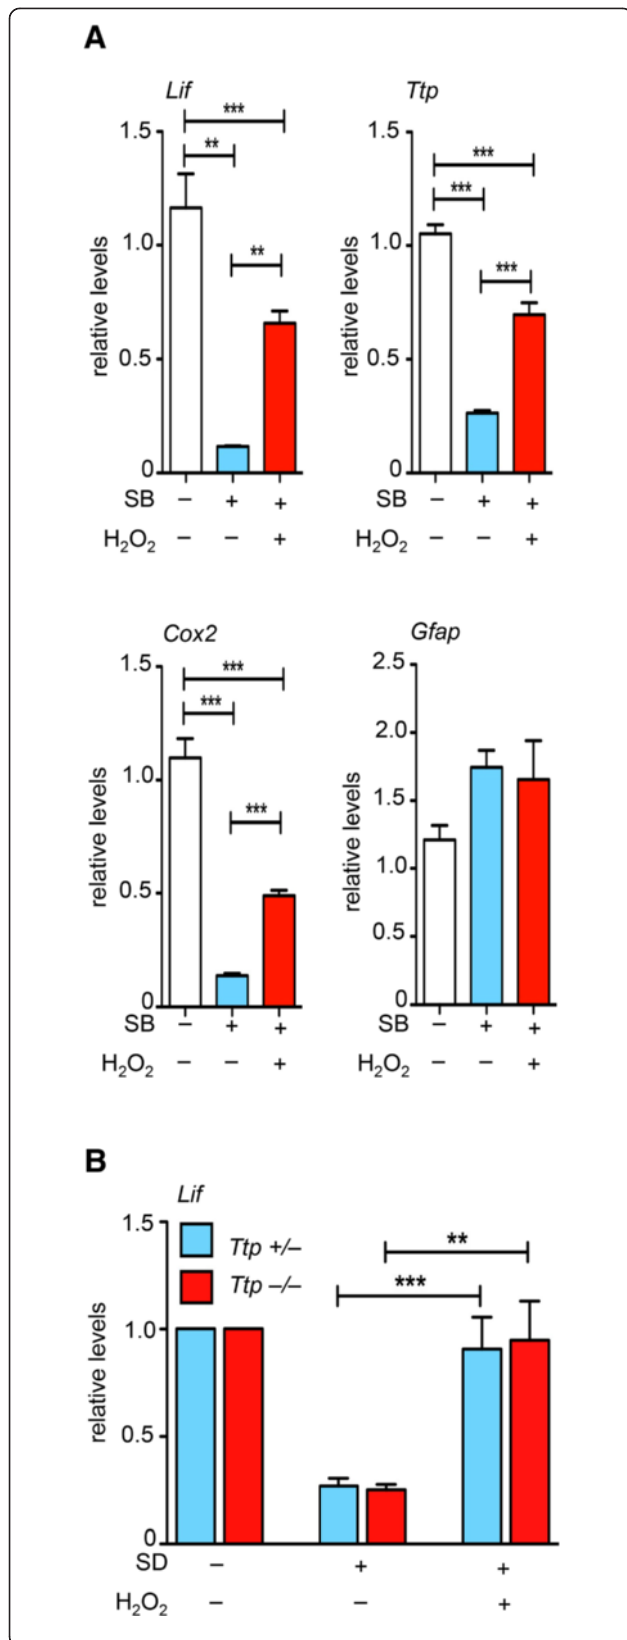 A
Lif
Ttp
***
**
**
***
***
***
1.5
1.0
0.5
0
relative levels
1.5
1.0
0.5
0
relative levels
SB – + +
H₂O₂ – – +
SB – + +
H₂O₂ – – +
Cox2
Gfap
***
***
***
1.5
1.0
0.5
0
relative levels
2.5
2.0
1.5
1.0
0.5
0
relative levels
SB – + +
H₂O₂ – – +
SB – + +
H₂O₂ – – +
B
Lif
Ttp +/–
Ttp –/–
**
***
1.5
1.0
0.5
0
relative levels
SD – + +
H₂O₂ – – +